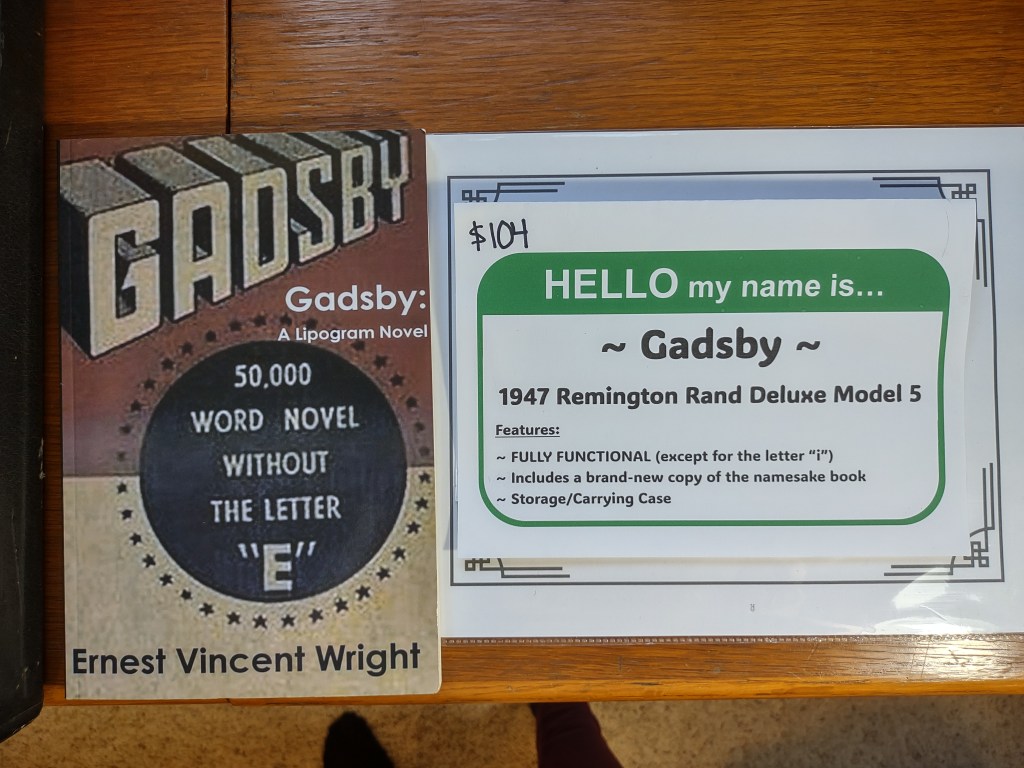 GADSBY
Gadsby:
A Lipogram Novel
50,000
WORD NOVEL
WITHOUT
THE LETTER
"E"
Ernest Vincent Wright
$104
HELLO my name is...
~ Gadsby ~
1947 Remington Rand Deluxe Model 5
Features:
~ FULLY FUNCTIONAL (except for the letter “i”)
~ Includes a brand-new copy of the namesake book
~ Storage/Carrying Case
8